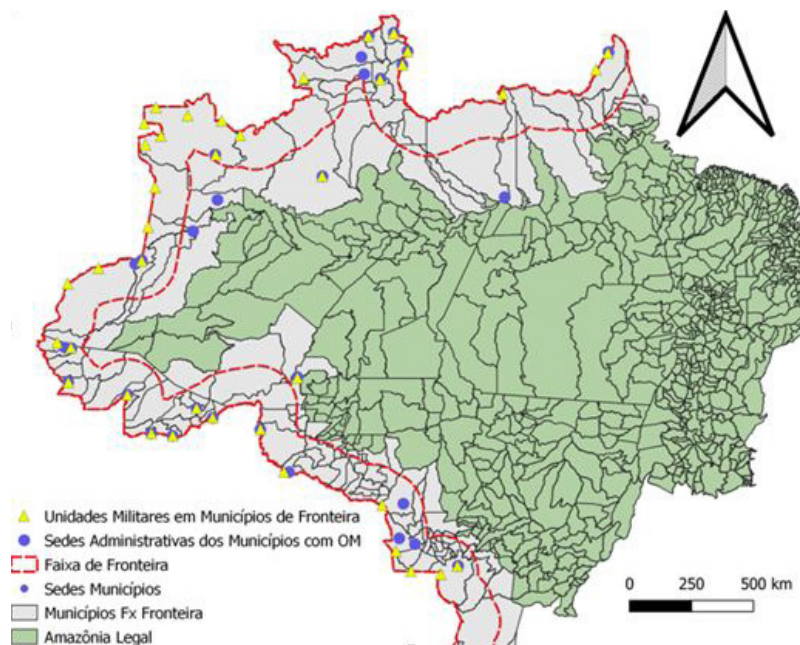 Unidades Militares em Municípios de Fronteira
Sedes Administrativas dos Municípios com OM
Faixa de Fronteira
Sedes Municípios
Municípios Fx Fronteira
Amazônia Legal
0 250 500 km